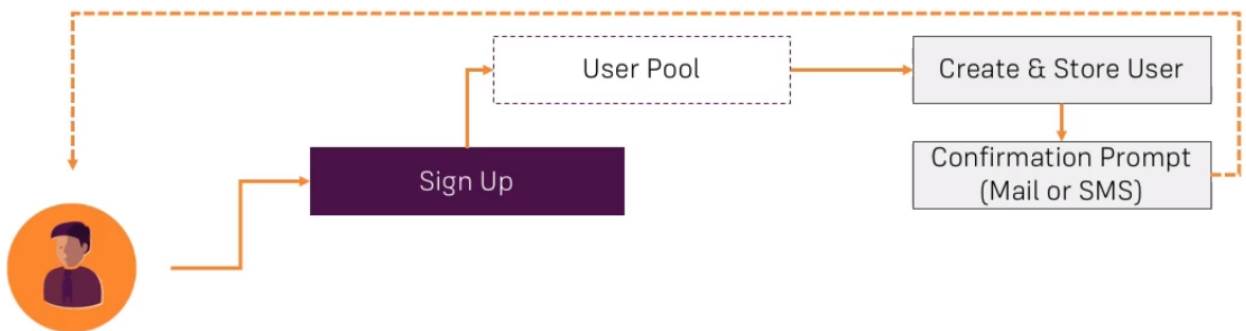 User Pool
Create & Store User
Sign Up
Confirmation Prompt
(Mail or SMS)